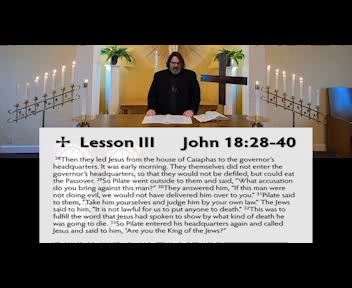 Lesson III John 18:28-40
28Then they led Jesus from the house of Caiaphas to the governor's
headquarters. It was early morning. They themselves did not enter the
governor's headquarters, so that they would not be defiled, but could eat
the Passover. 29So Pilate went outside to them and said, "What accusation
do you bring against this man?" 30They answered him, "If this man were
not doing evil, we would not have delivered him over to you." 31Pilate said
to them, "Take him yourselves and judge him by your own law." The Jews
said to him, "It is not lawful for us to put anyone to death." 32This was to
fulfill the word that Jesus had spoken to show by what kind of death he
was going to die. 33So Pilate entered his headquarters again and called
Jesus and said to him, "Are you the King of the Jews?"